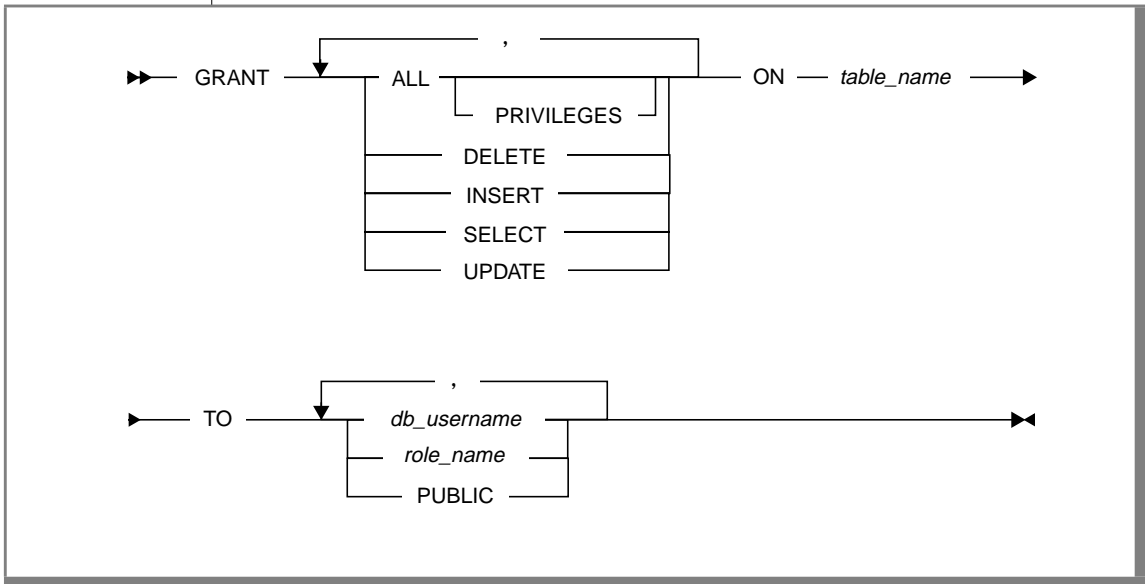 ,
GRANT ALL ON table_name
PRIVILEGES
DELETE
INSERT
SELECT
UPDATE
,
TO db_username
role_name
PUBLIC